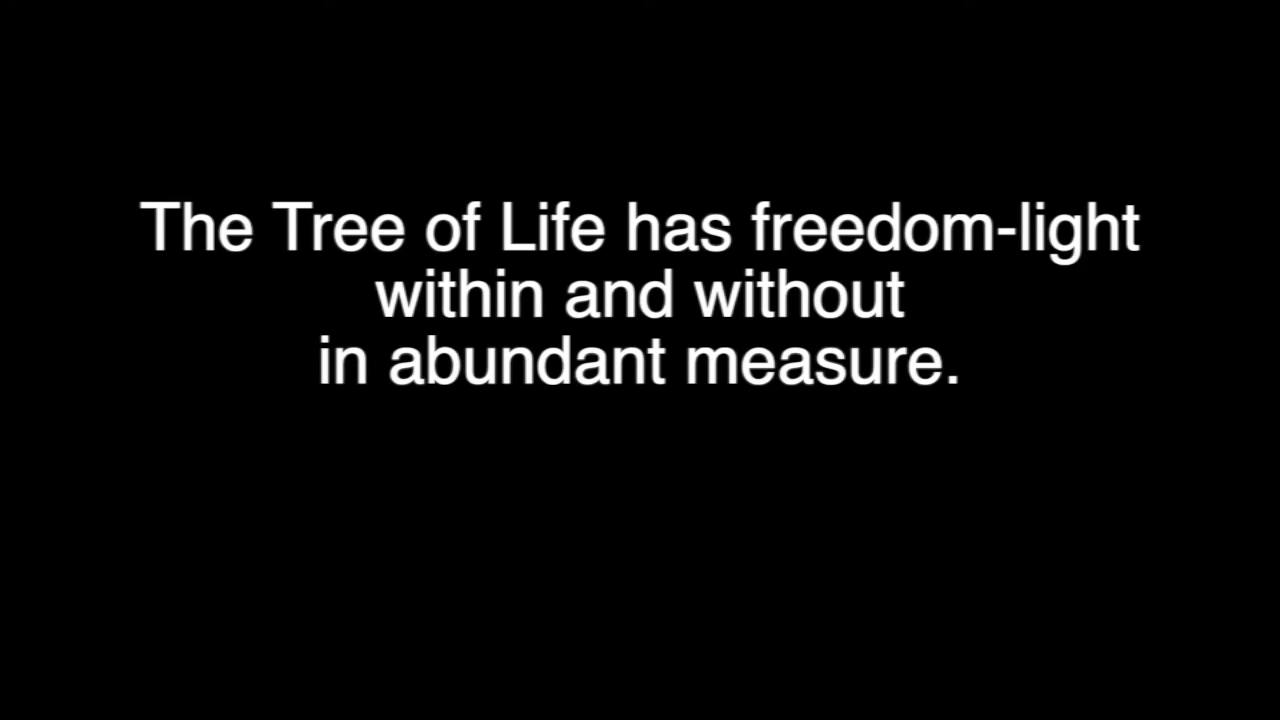 The Tree of Life has freedom-light
within and without
in abundant measure.